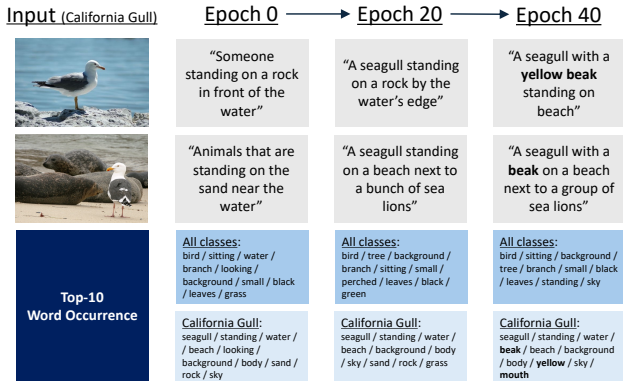 Input (California Gull)
Epoch 0
Epoch 20
Epoch 40
“Someone
standing on a rock
in front of the
water”
“A seagull standing
on a rock by the
water’s edge”
“A seagull with a
yellow beak
standing on
beach”
“Animals that are
standing on the
sand near the
water”
“A seagull standing
on a beach next to
a bunch of sea
lions”
“A seagull with a
beak on a beach
next to a group of
sea lions”
Top-10
Word Occurrence
All classes:
bird / sitting / water /
branch / looking /
background / small / black
/ leaves / grass
All classes:
bird / tree / background /
branch / sitting / small /
perched / leaves / black /
green
All classes:
bird / sitting / background /
tree / branch / small / black
/ leaves / standing / sky
California Gull:
seagull / standing / water /
/ beach / looking /
background / body / sand /
rock / sky
California Gull:
seagull / standing / water /
beach / background / body
/ sky / sand / rock / grass
California Gull:
seagull / standing / water /
beak / beach / background
/ body / yellow / sky /
mouth